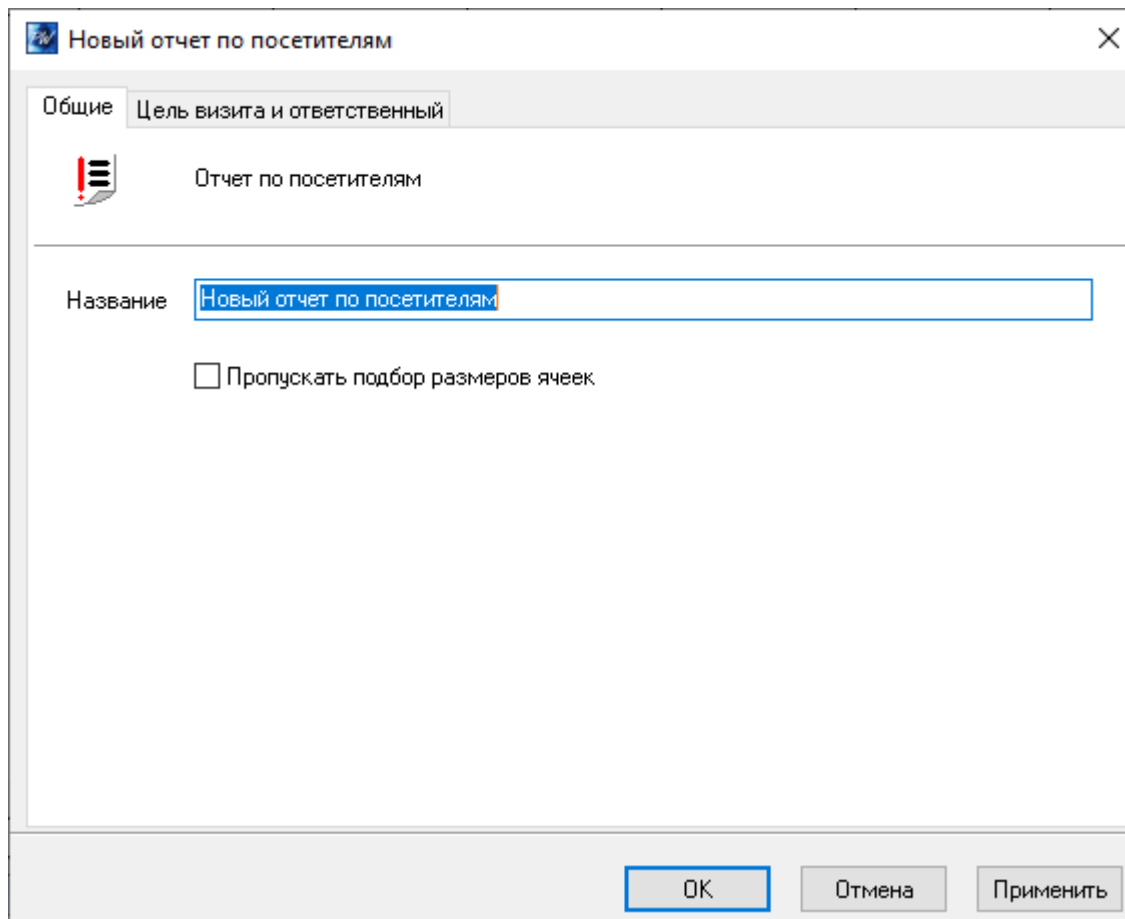 PW Новый отчет по посетителям
Общие Цель визита и ответственный
Отчет по посетителям
Название Новый отчет по посетителям
Пропускать подбор размеров ячеек
OK Отмена Применить